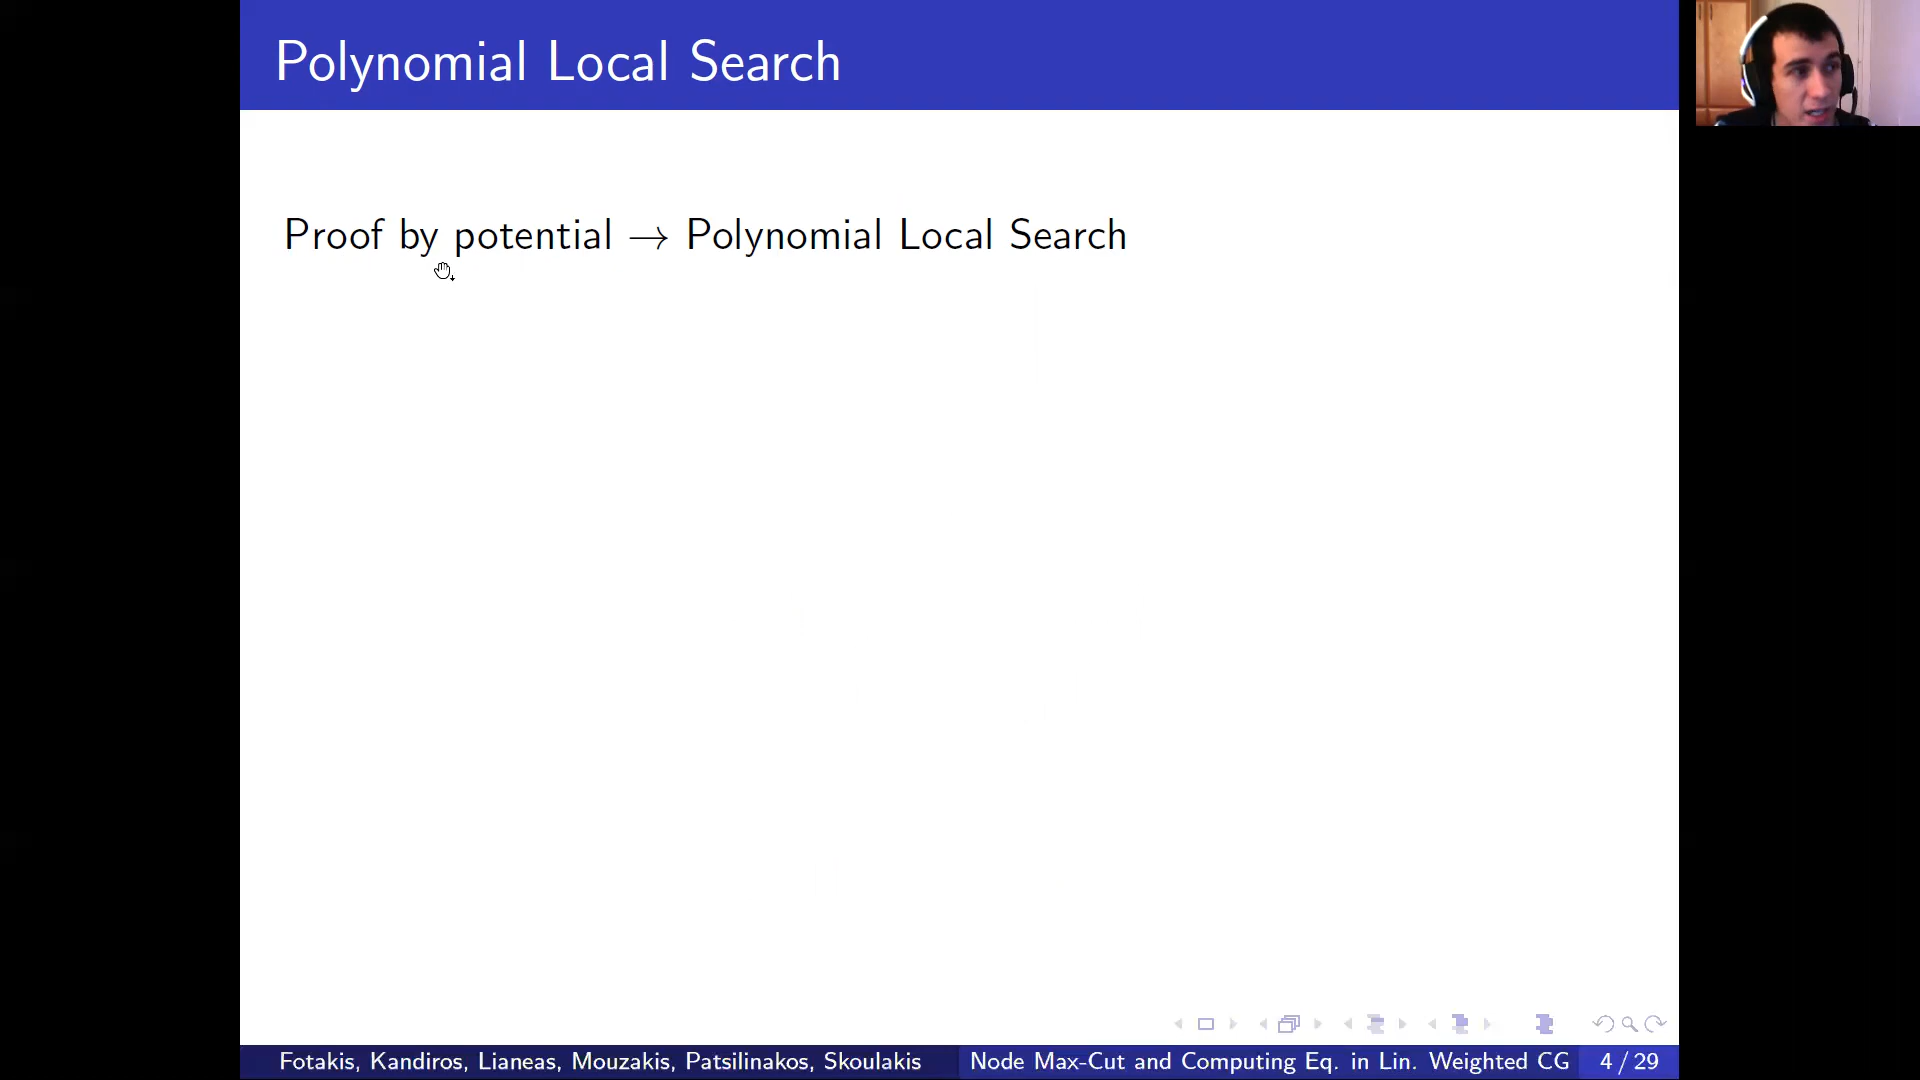 Polynomial Local Search
Proof by potential → Polynomial Local Search
Fotakis, Kandiros, Lianeas, Mouzakis, Patsilinakos, Skoulakis
Node Max-Cut and Computing Eq. in Lin. Weighted CG
4 / 29